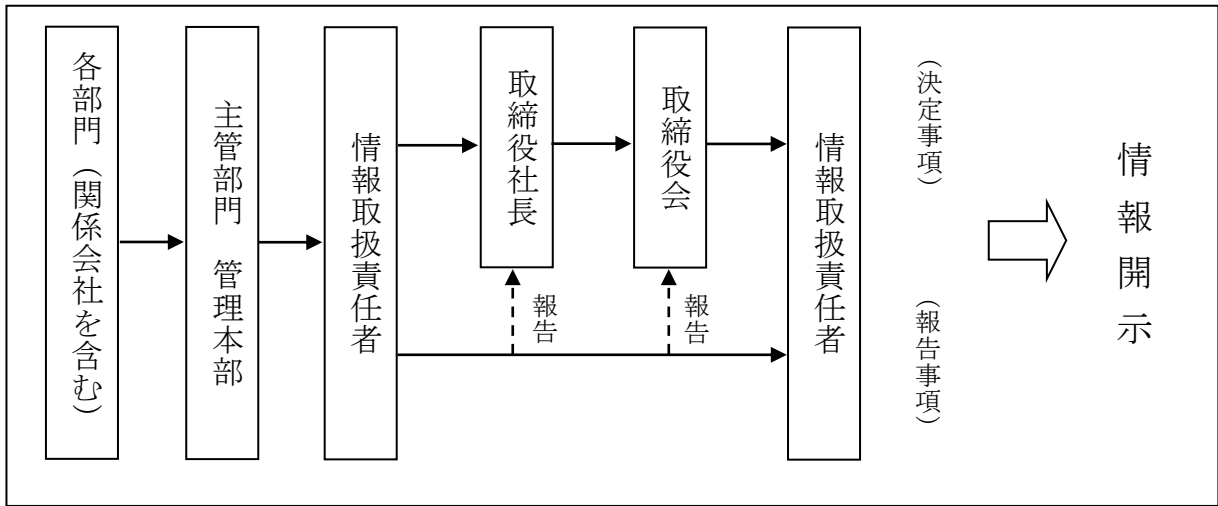 各部門（関係会社を含む）
主管部門　管理本部
情報取扱責任者
取締役社長
報告
取締役会
報告
情報取扱責任者
（決定事項）
（報告事項）
情報開示